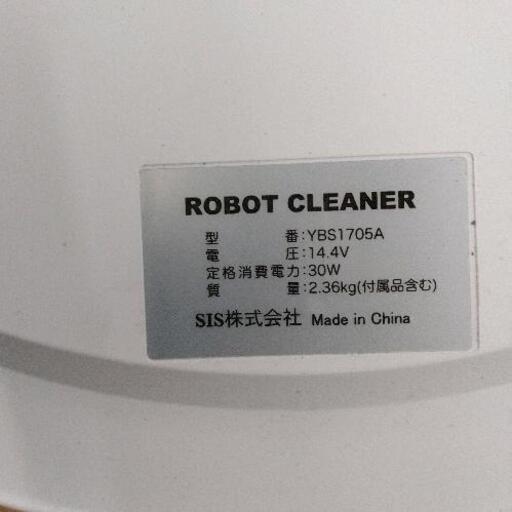 ROBOT CLEANER
型 番:YBS1705A
電 圧:14.4V
定格消費電力:30W
質 量:2.36kg(付属品含む)
SIS株式会社 Made in China